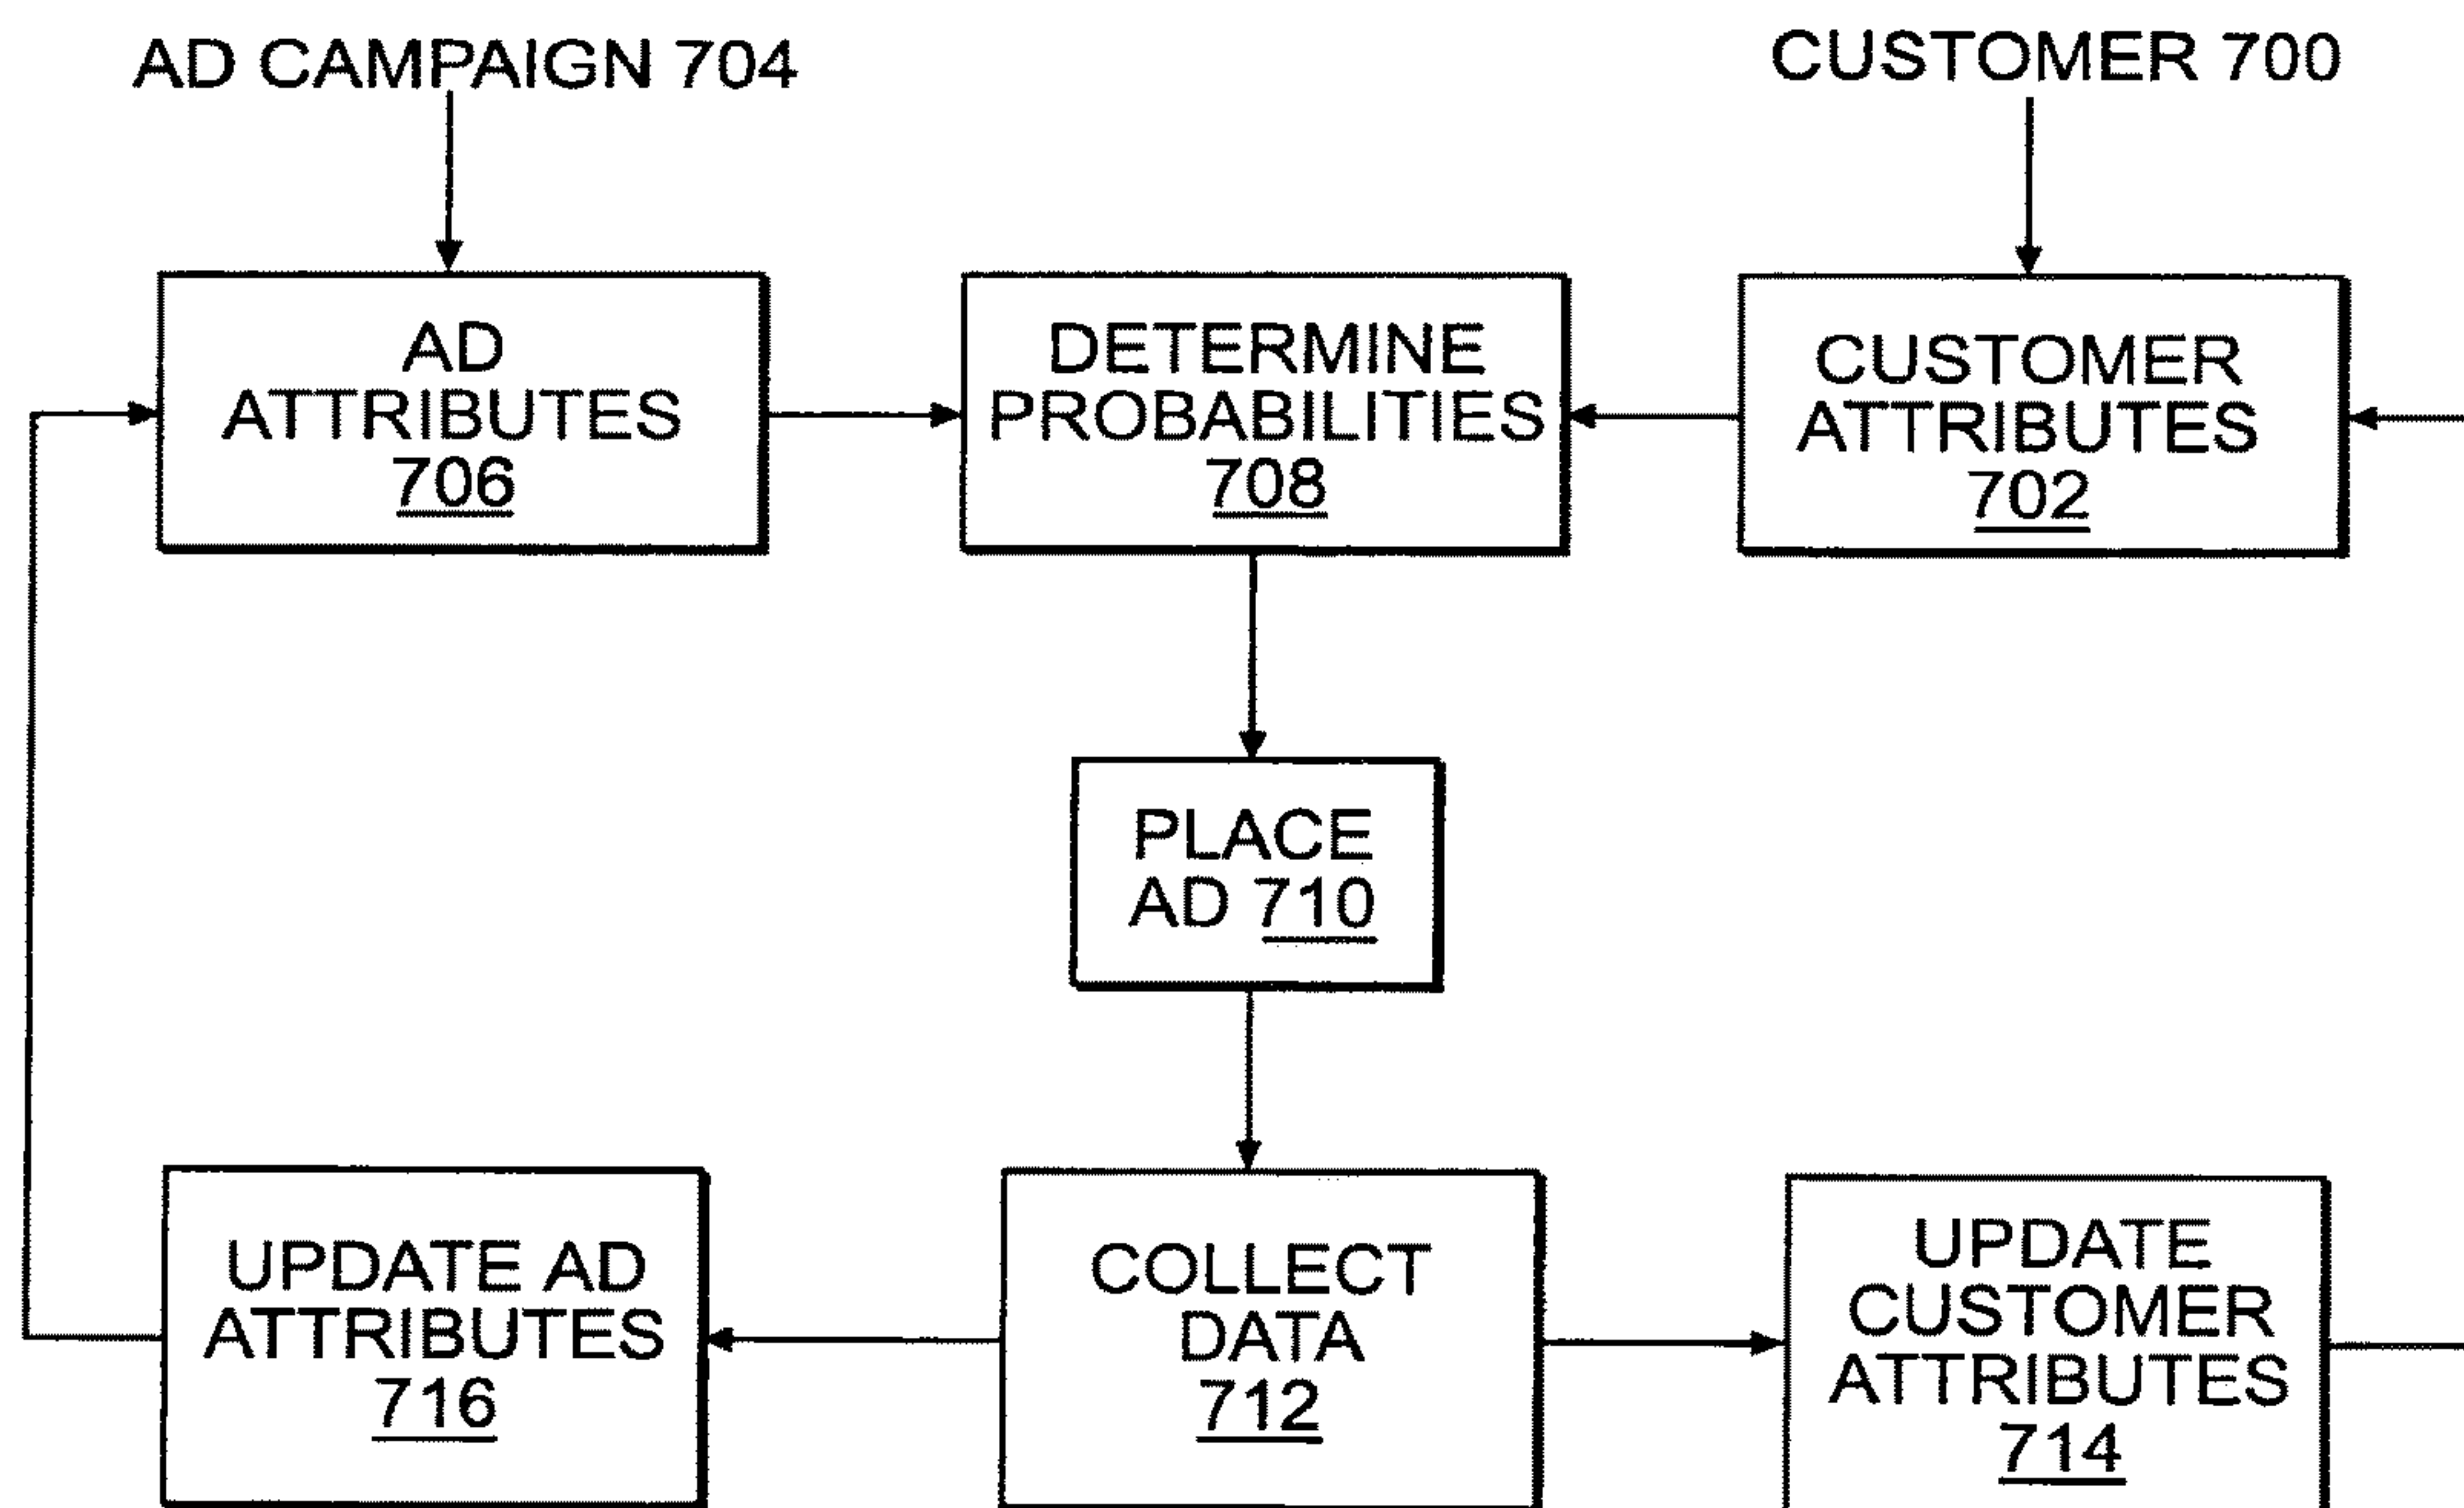 AD CAMPAIGN 704
CUSTOMER 700
AD
ATTRIBUTES
706
DETERMINE
PROBABILITIES
708
CUSTOMER
ATTRIBUTES
702
PLACE
AD 710
UPDATE AD
ATTRIBUTES
716
COLLECT
DATA
712
UPDATE
CUSTOMER
ATTRIBUTES
714